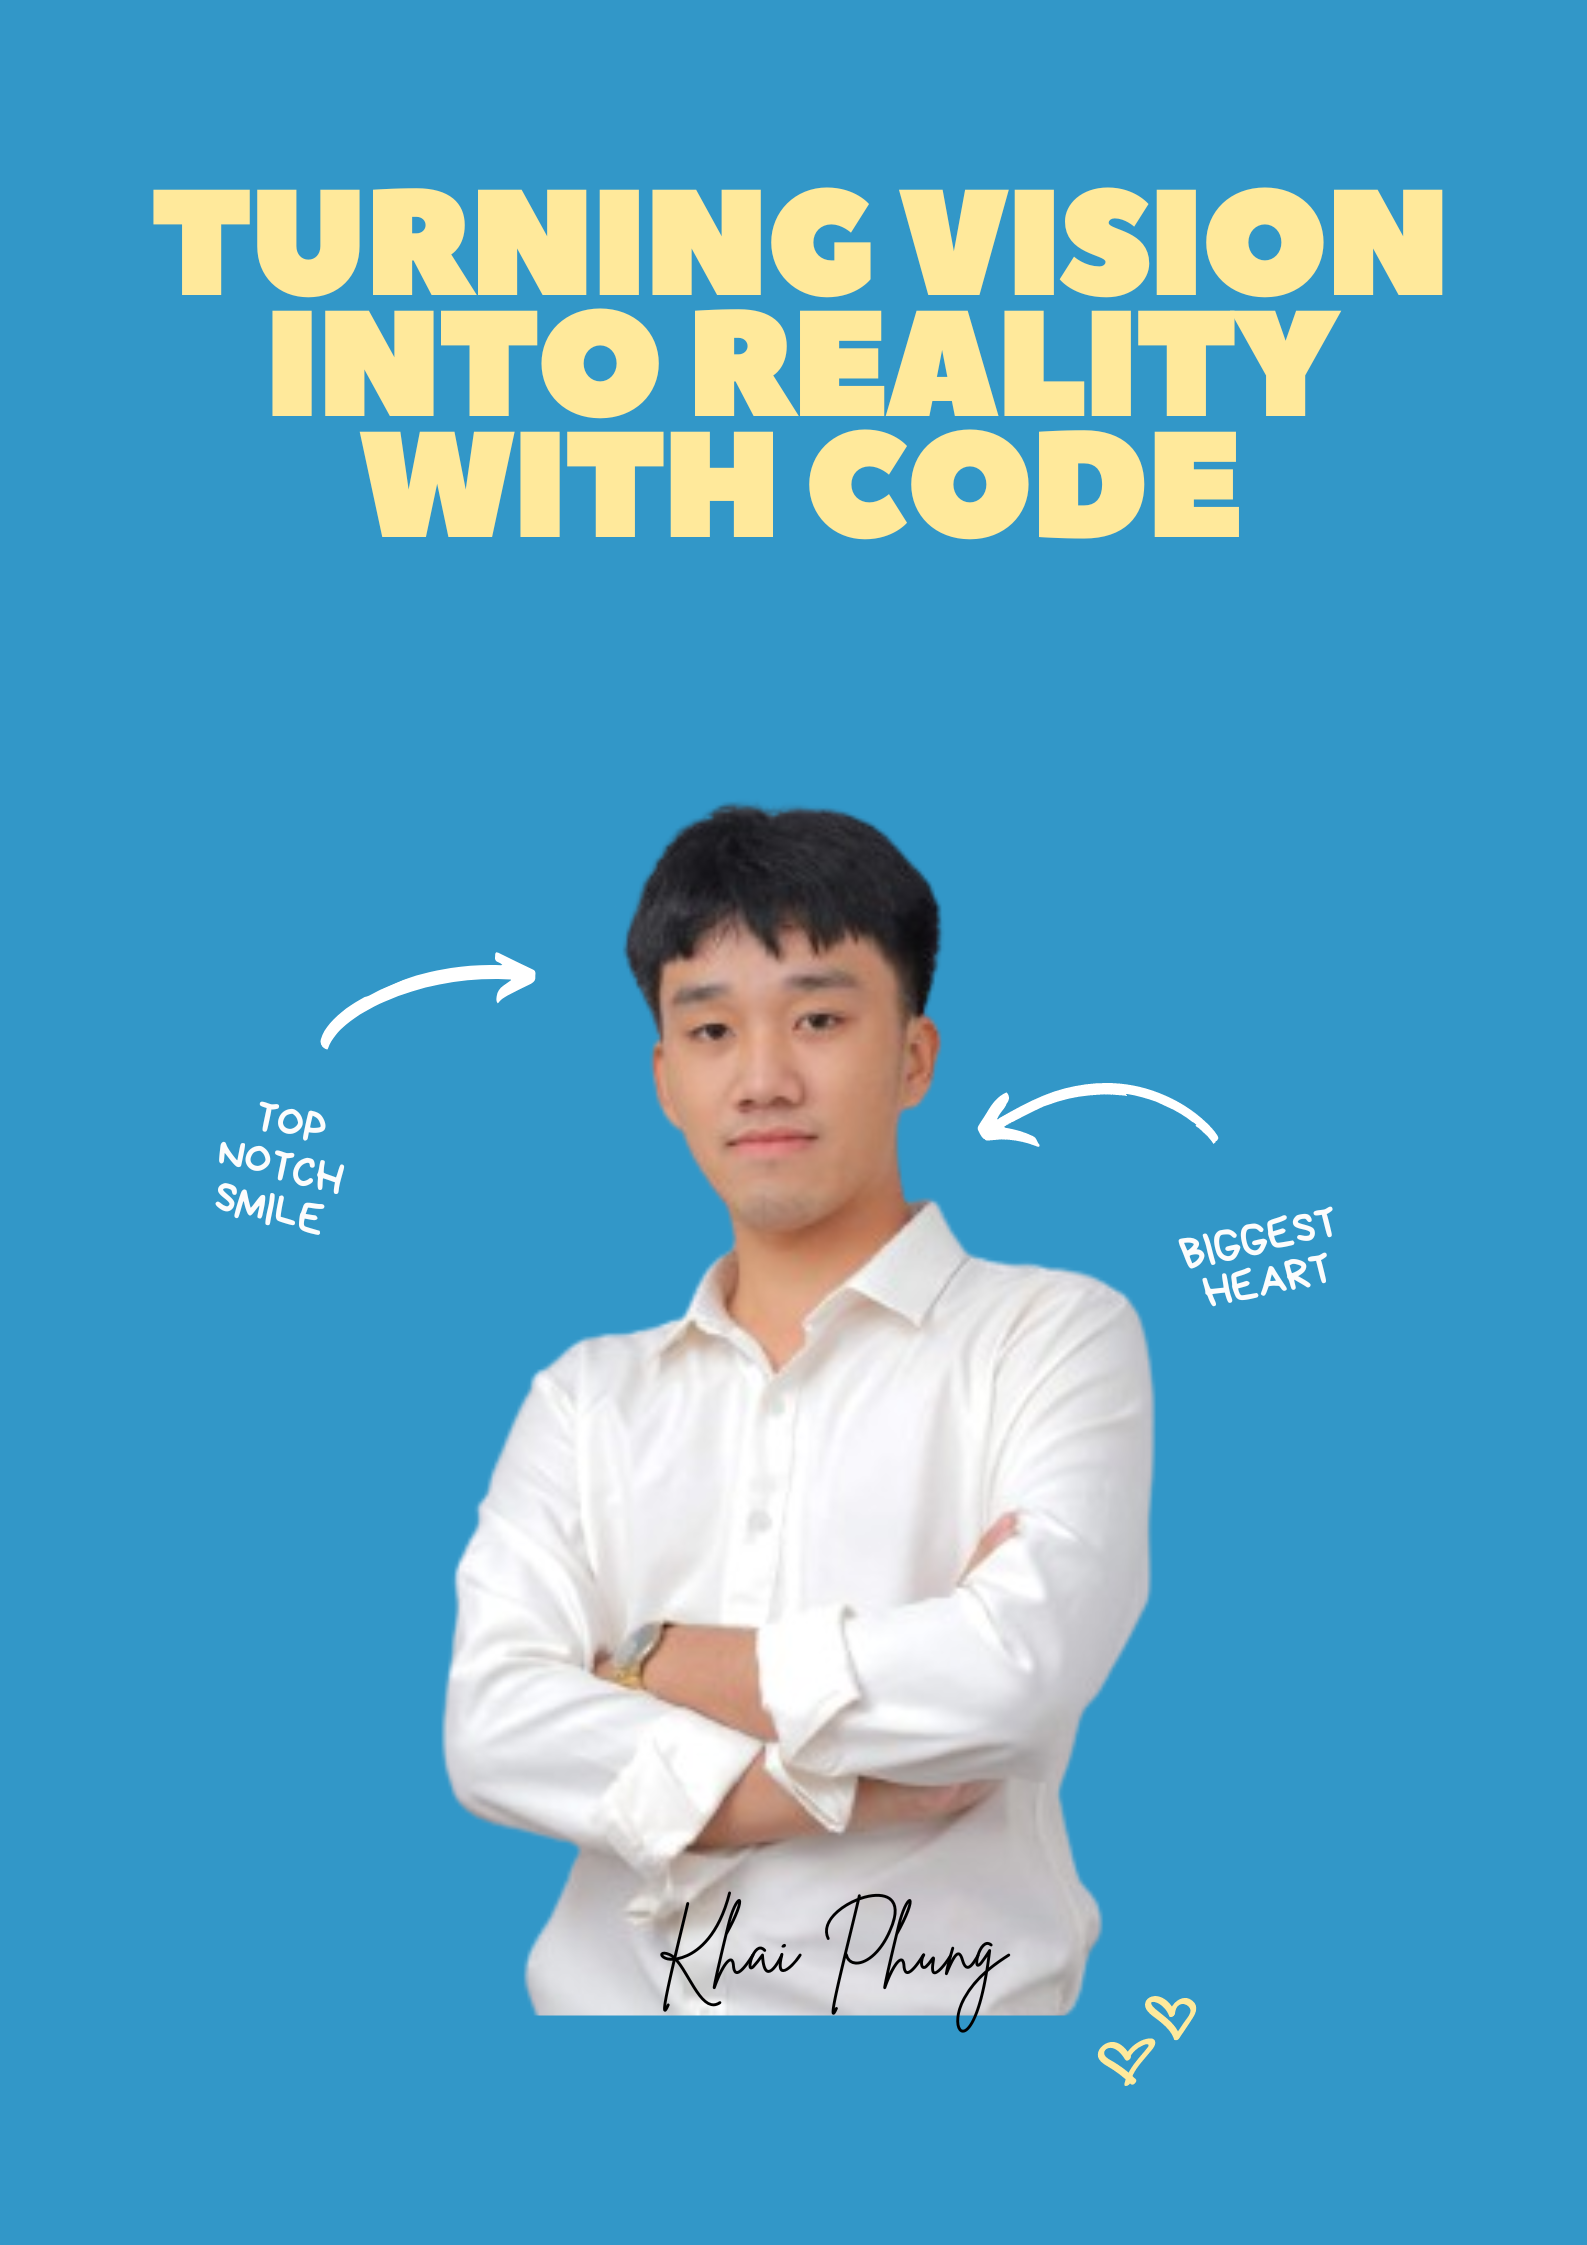 TURNING VISION
INTO REALITY
WITH CODE
TOP
NOTCH
SMILE
BIGGEST
HEART
Khai Phung